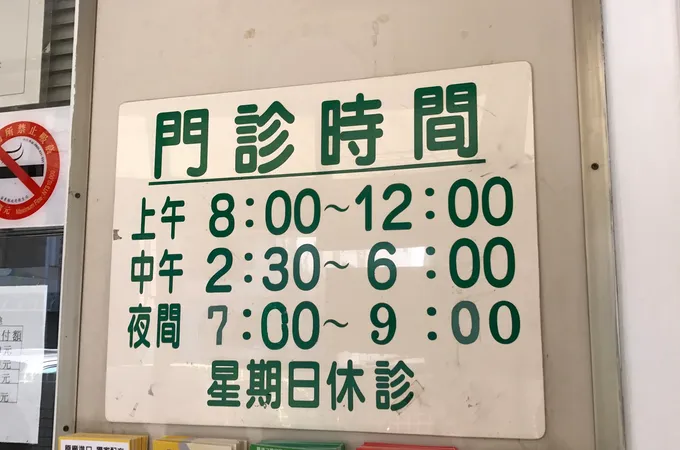 門診時間
上午 8:00~12:00
中午 2:30~6:00
夜間 7:00~9:00
星期日休診